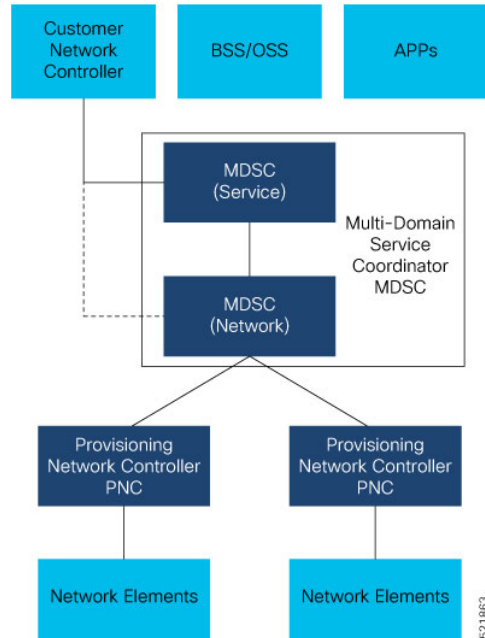 Customer
Network
Controller
BSS/OSS
APPs
MDSC
(Service)
Multi-Domain
Service
Coordinator
MDSC
MDSC
(Network)
Provisioning
Network Controller
PNC
Provisioning
Network Controller
PNC
Network Elements
Network Elements
521863